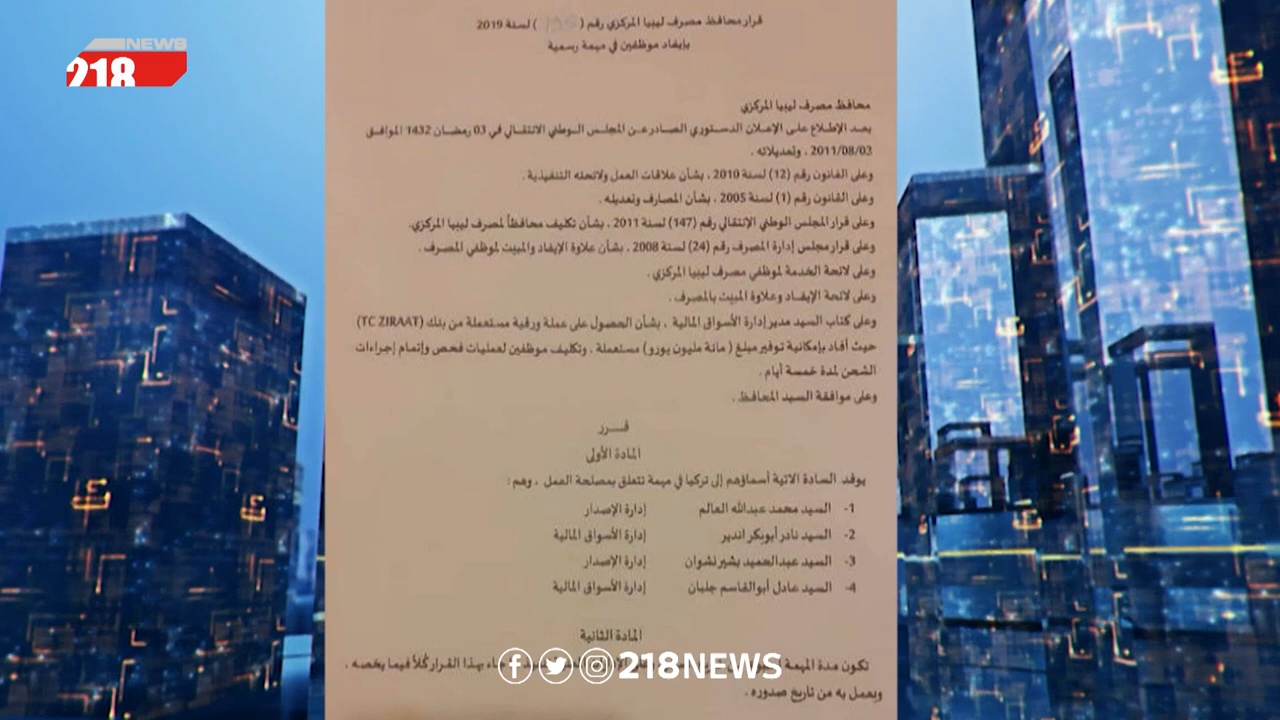 NEWS
218
قرار محافظ مصرف ليبيا المركزي رقم ( ) لسنة 2019
بإيفاد موظفين في مهمة رسمية
محافظ مصرف ليبيا المركزي
بعد الإطلاع على الإعلان الدستوري الصادر عن المجلس الوطني الانتقالي في 03 رمضان 1432 الموافق
2011/08/03 ، وتعديلاته .
وعلى القانون رقم (12) لسنة 2010 ، بشأن علاقات العمل ولائحته التنفيذية .
وعلى القانون رقم (1) لسنة 2005 ، بشأن المصارف وتعديله .
وعلى قرار المجلس الوطني الإنتقالي رقم (147) لسنة 2011 ، بشأن تكليف محافظاً لمصرف ليبيا المركزي.
وعلى قرار مجلس إدارة المصرف رقم (24) لسنة 2008 ، بشأن علاوة الإيفاد والمبيت لموظفي المصرف .
وعلى لائحة الخدمة لموظفي مصرف ليبيا المركزي .
وعلى لائحة الإيفاد وعلاوة المبيت بالمصرف .
وعلى كتاب السيد مدير إدارة الأسواق المالية ، بشأن الحصول على عملة ورقية مستعملة من بنك (TC ZIRAAT)
حيث أفاد بإمكانية توفير مبلغ ( مائة مليون يورو) مستعملة ، وتكليف موظفين لعمليات فحص وإتمام إجراءات
الشحن لمدة خمسة أيام .
وعلى موافقة السيد المحافظ .
قـــرر
المادة الأولى
يوفد السادة الاتية أسماؤهم إلى تركيا في مهمة تتعلق بمصلحة العمل ، وهم :
1- السيد محمد عبدالله العالم إدارة الإصدار
2- السيد نادر أبوبكر اندير إدارة الأسواق المالية
3- السيد عبدالحميد بشير نشوان إدارة الإصدار
4- السيد عادل أبوالقاسم جلبان إدارة الأسواق المالية
المادة الثانية
تكون مدة المهمة بهذا القرار كُلاً فيما يخصه ،
218NEWS
ويعمل به من تاريخ صدوره .